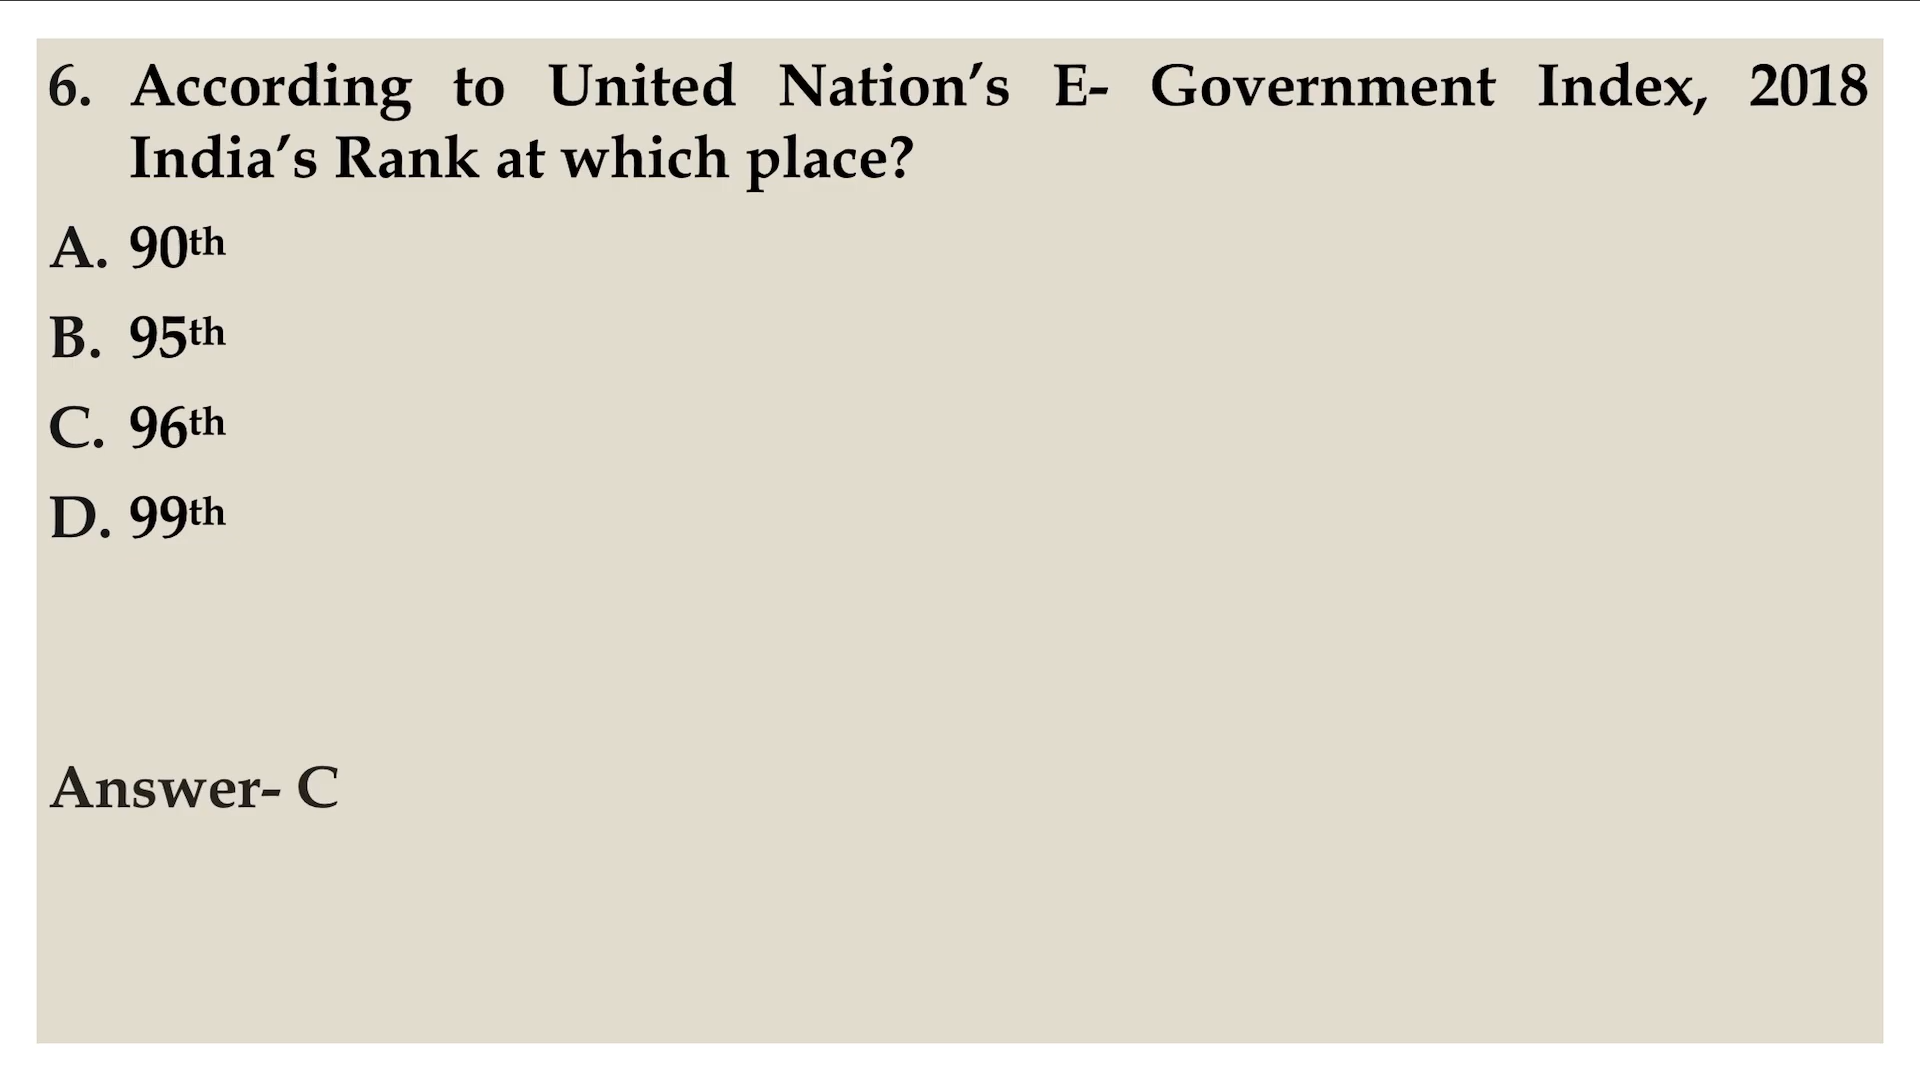 6. According to United Nation’s E- Government Index, 2018
India’s Rank at which place?
A. 90th
B. 95th
C. 96th
D. 99th
Answer- C